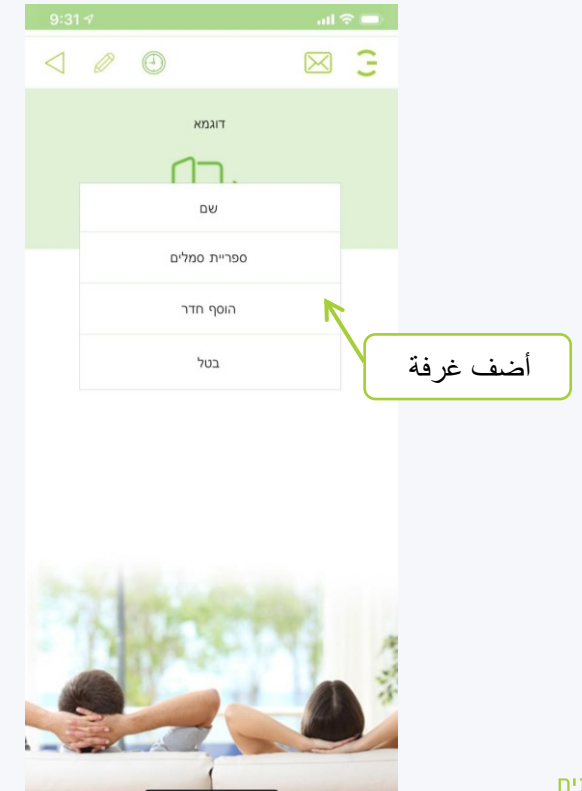 9:31
דוגמא
שם
ספריית סמלים
הוסף חדר
בטל
أضف غرفة